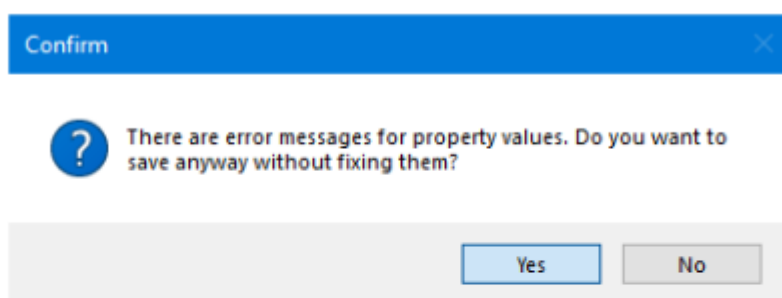 Confirm
There are error messages for property values. Do you want to
save anyway without fixing them?
Yes No